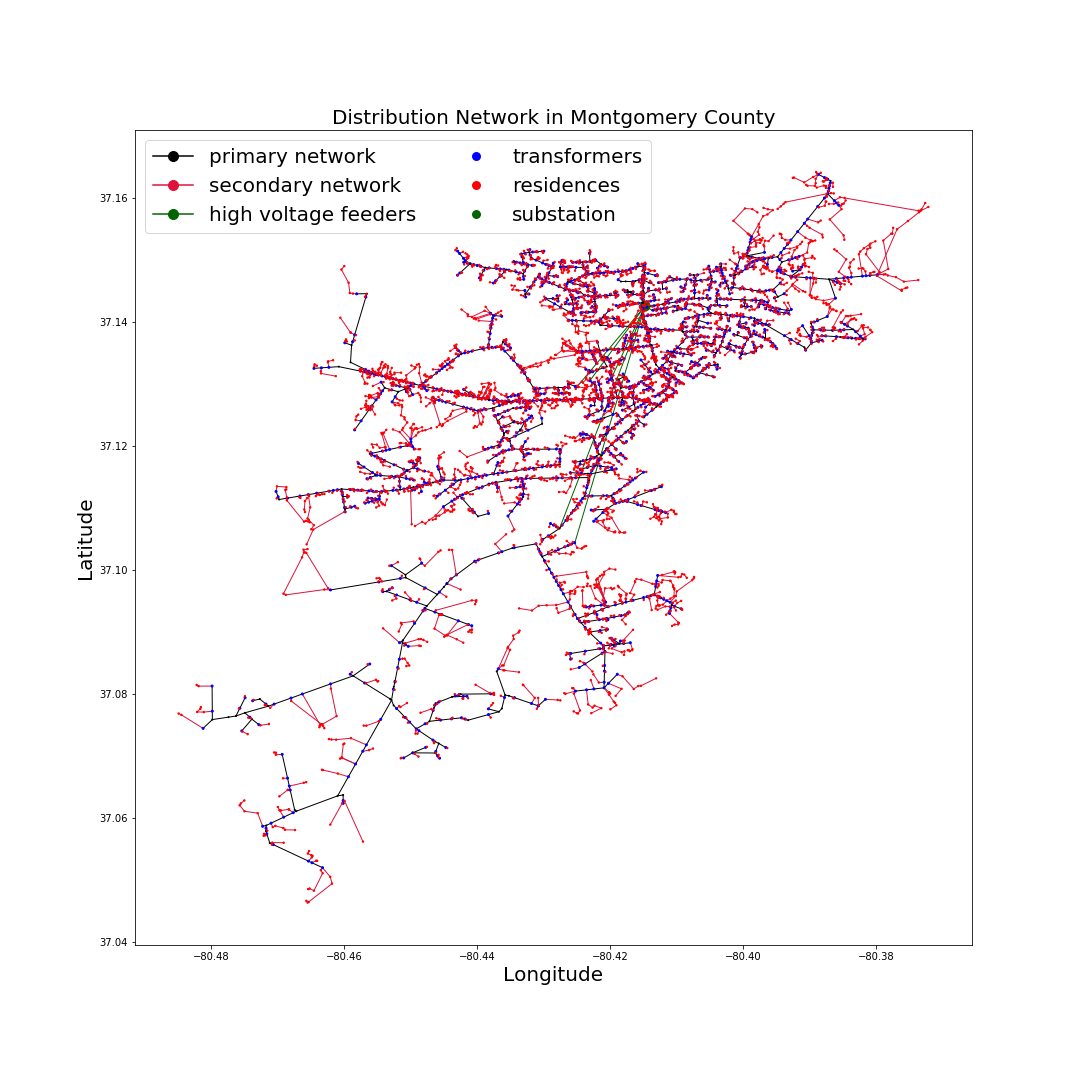 Distribution Network in Montgomery County
primary network
secondary network
high voltage feeders
transformers
residences
substation
37.16
37.14
37.12
37.10
37.08
37.06
37.04
Latitude
−80.48
−80.46
−80.44
−80.42
−80.40
−80.38
Longitude